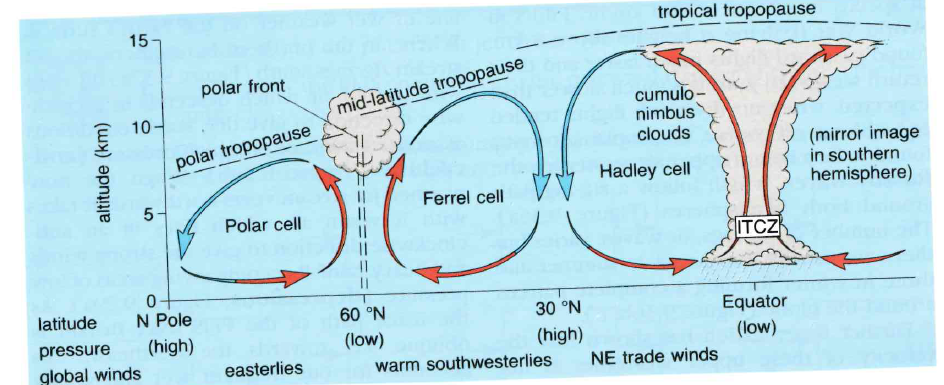 tropical tropopause
15
polar front
mid-latitude tropopause
cumulo
nimbus
clouds
10
polar tropopause
(mirror image
in southern
hemisphere)
altitude (km)
Hadley cell
5
Polar cell
Ferrel cell
ITCZ
0
latitude N Pole 60 °N 30 °N Equator
pressure (high) (low) (high) (low)
global winds easterlies warm southwesterlies NE trade winds